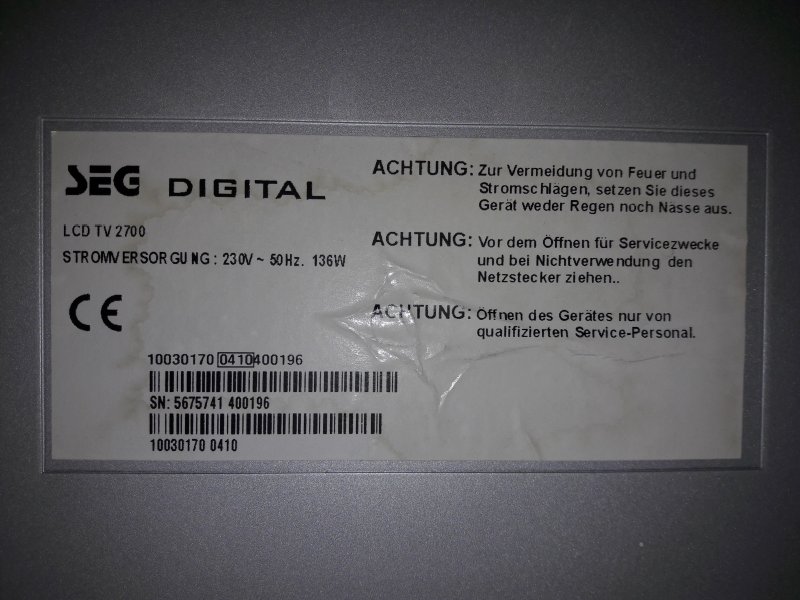 SEG DIGITAL
LCD TV 2700
STROMVERSORGUNG: 230V ~ 50Hz. 136W
CE
ACHTUNG: Zur Vermeidung von Feuer und
Stromschlägen, setzen Sie dieses
Gerät weder Regen noch Nässe aus.
ACHTUNG: Vor dem Öffnen für Servicezwecke
und bei Nichtverwendung den
Netzstecker ziehen..
ACHTUNG: Öffnen des Gerätes nur von
qualifizierten Service-Personal.
10030170 0410400196
SN: 5675741 400196
10030170 0410